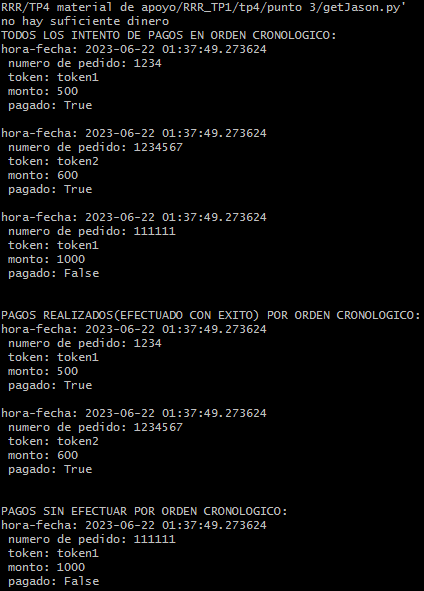 RRR/TP4 material de apoyo/RRR_TP1/tp4/punto 3/getJason.py'
no hay suficiente dinero
TODOS LOS INTENTO DE PAGOS EN ORDEN CRONOLOGICO:
hora-fecha: 2023-06-22 01:37:49.273624
numero de pedido: 1234
token: token1
monto: 500
pagado: True
hora-fecha: 2023-06-22 01:37:49.273624
numero de pedido: 1234567
token: token2
monto: 600
pagado: True
hora-fecha: 2023-06-22 01:37:49.273624
numero de pedido: 111111
token: token1
monto: 1000
pagado: False
PAGOS REALIZADOS(EFECTUADO CON EXITO) POR ORDEN CRONOLOGICO:
hora-fecha: 2023-06-22 01:37:49.273624
numero de pedido: 1234
token: token1
monto: 500
pagado: True
hora-fecha: 2023-06-22 01:37:49.273624
numero de pedido: 1234567
token: token2
monto: 600
pagado: True
PAGOS SIN EFECTUAR POR ORDEN CRONOLOGICO:
hora-fecha: 2023-06-22 01:37:49.273624
numero de pedido: 111111
token: token1
monto: 1000
pagado: False